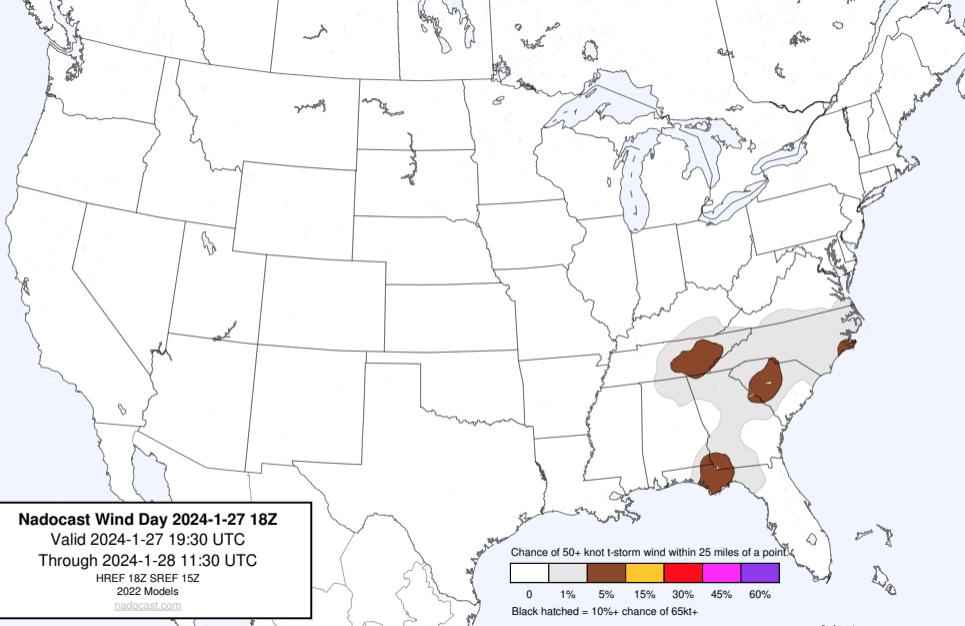 Nadocast Wind Day 2024-1-27 18Z
Valid 2024-1-27 19:30 UTC
Through 2024-1-28 11:30 UTC
HREF 18Z SREF 15Z
2022 Models
nadocast.com
Chance of 50+ knot t-storm wind within 25 miles of a point.
0 1% 5% 15% 30% 45% 60%
Black hatched = 10%+ chance of 65kt+